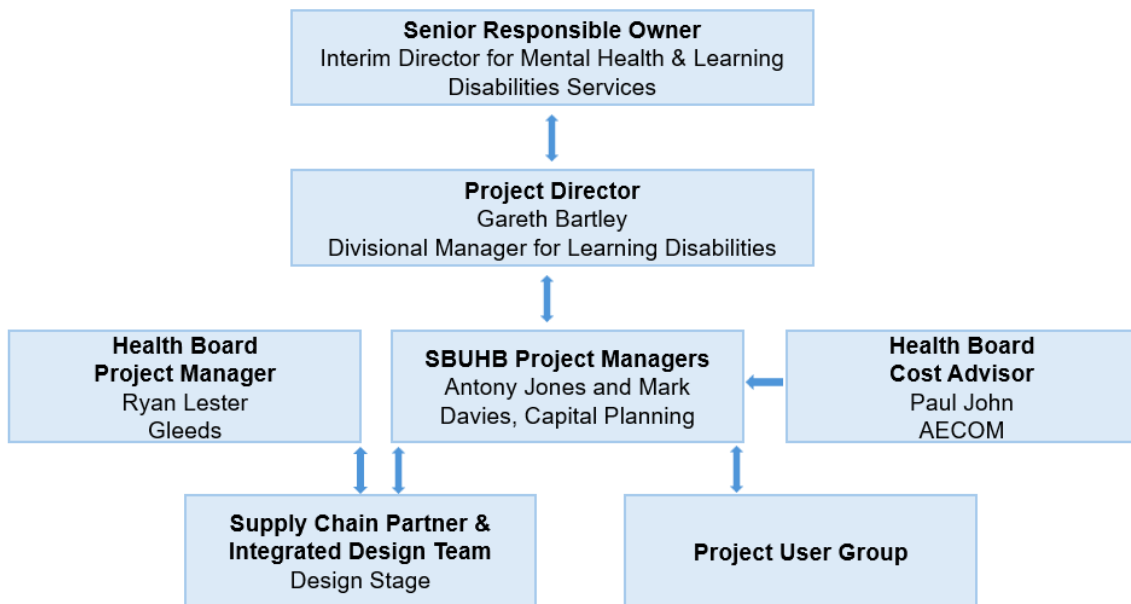 Senior Responsible Owner
Interim Director for Mental Health & Learning
Disabilities Services
Project Director
Gareth Bartley
Divisional Manager for Learning Disabilities
Health Board
Project Manager
Ryan Lester
Gleeds
SBUHB Project Managers
Antony Jones and Mark
Davies, Capital Planning
Health Board
Cost Advisor
Paul John
AECOM
Supply Chain Partner &
Integrated Design Team
Design Stage
Project User Group